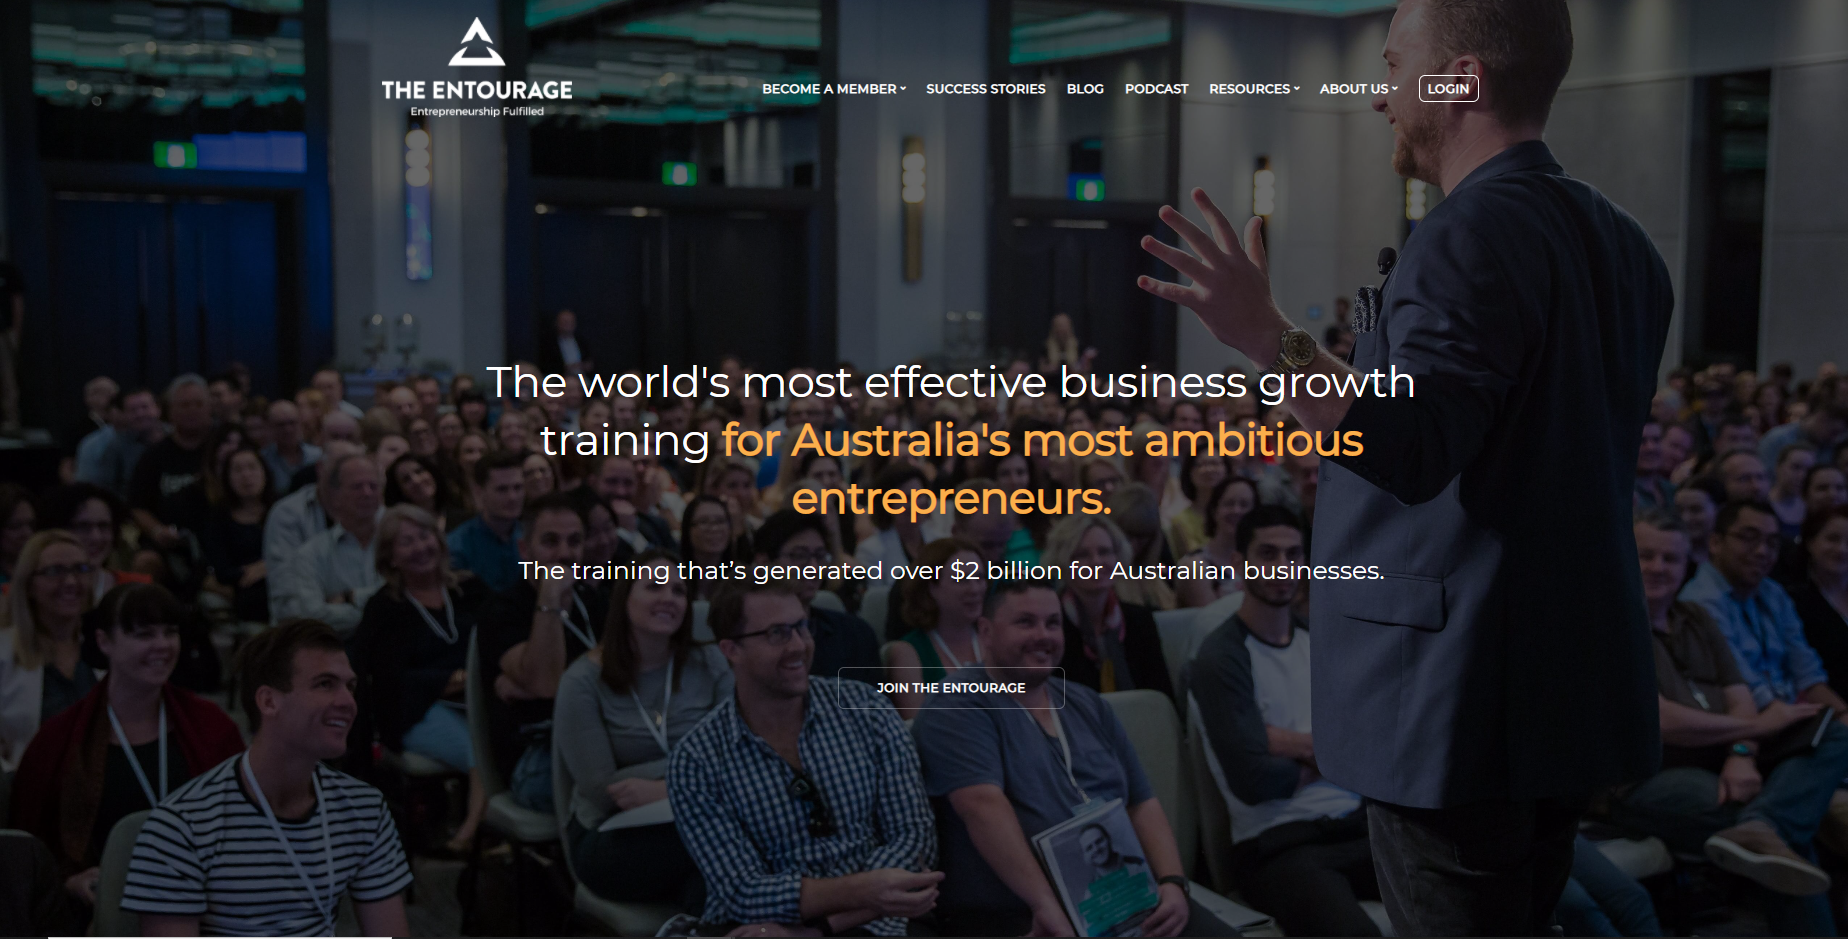 THE ENTOURAGE
Entrepreneurship Fulfilled
BECOME A MEMBER SUCCESS STORIES BLOG PODCAST RESOURCES ABOUT US LOGIN
The world's most effective business growth
training for Australia's most ambitious
entrepreneurs.
The training that’s generated over $2 billion for Australian businesses.
JOIN THE ENTOURAGE